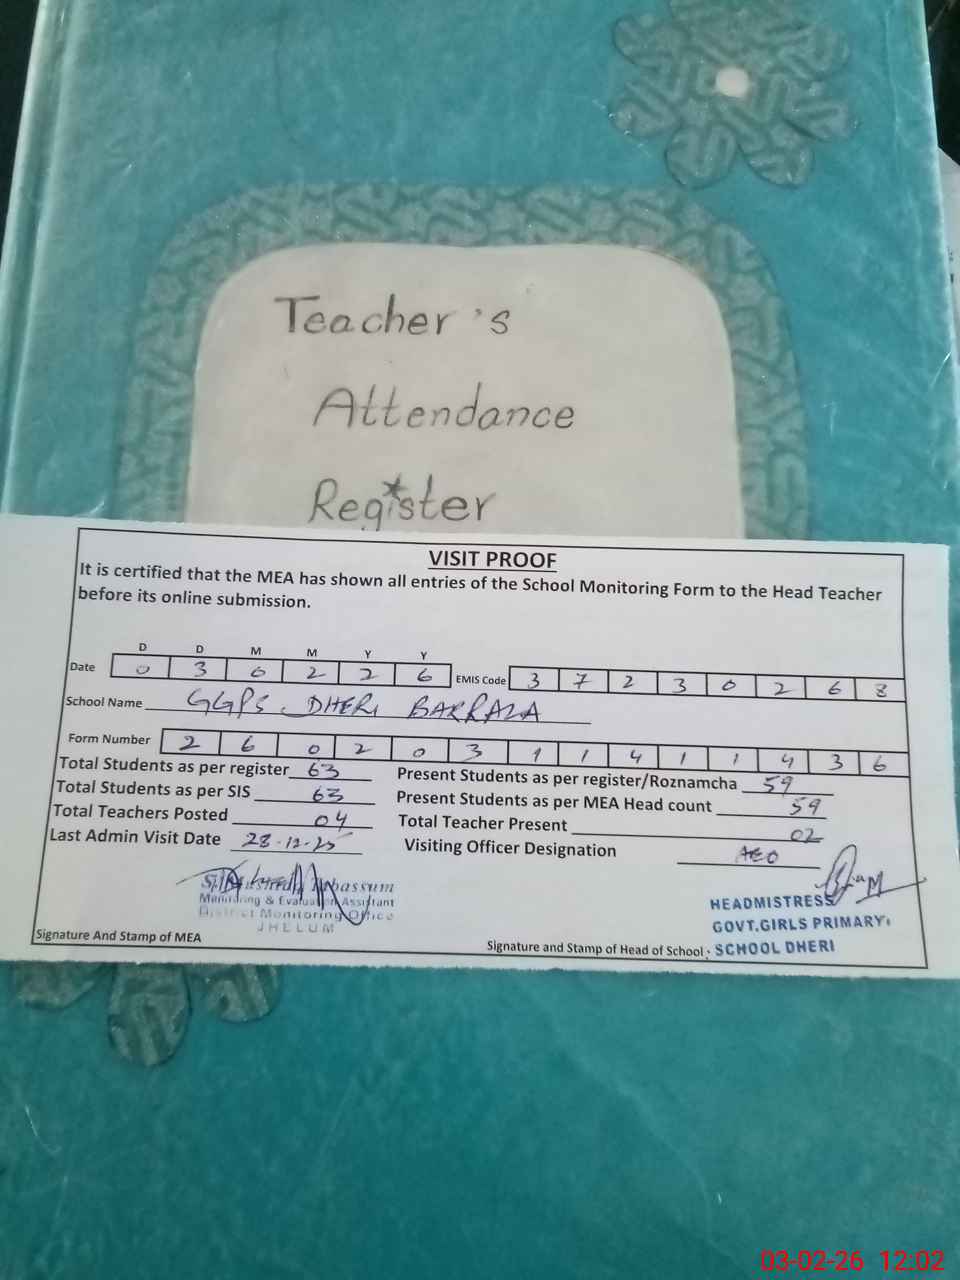 Teacher's
Attendance
Register
VISIT PROOF
It is certified that the MEA has shown all entries of the School Monitoring Form to the Head Teacher
before its online submission.
D D M M Y Y
Date 0 3 0 2 2 6 EMIS Code 3 7 2 3 0 2 6 8
School Name GGPS DHERI BARRALA
Form Number 2 6 0 2 0 3 1 1 4 1 1 4 3 6
Total Students as per register 63 Present Students as per register/Roznamcha 59
Total Students as per SIS 63 Present Students as per MEA Head count 59
Total Teachers Posted 04 Total Teacher Present 02
Last Admin Visit Date 23-12-25 Visiting Officer Designation AEO
Tabassum
Monitoring & Evaluation Assistant
District Monitoring Office
JHELUM
HEADMISTRESS
GOVT.GIRLS PRIMARY
SCHOOL DHERI
Signature And Stamp of MEA Signature and Stamp of Head of School:
03-02-26 12:02